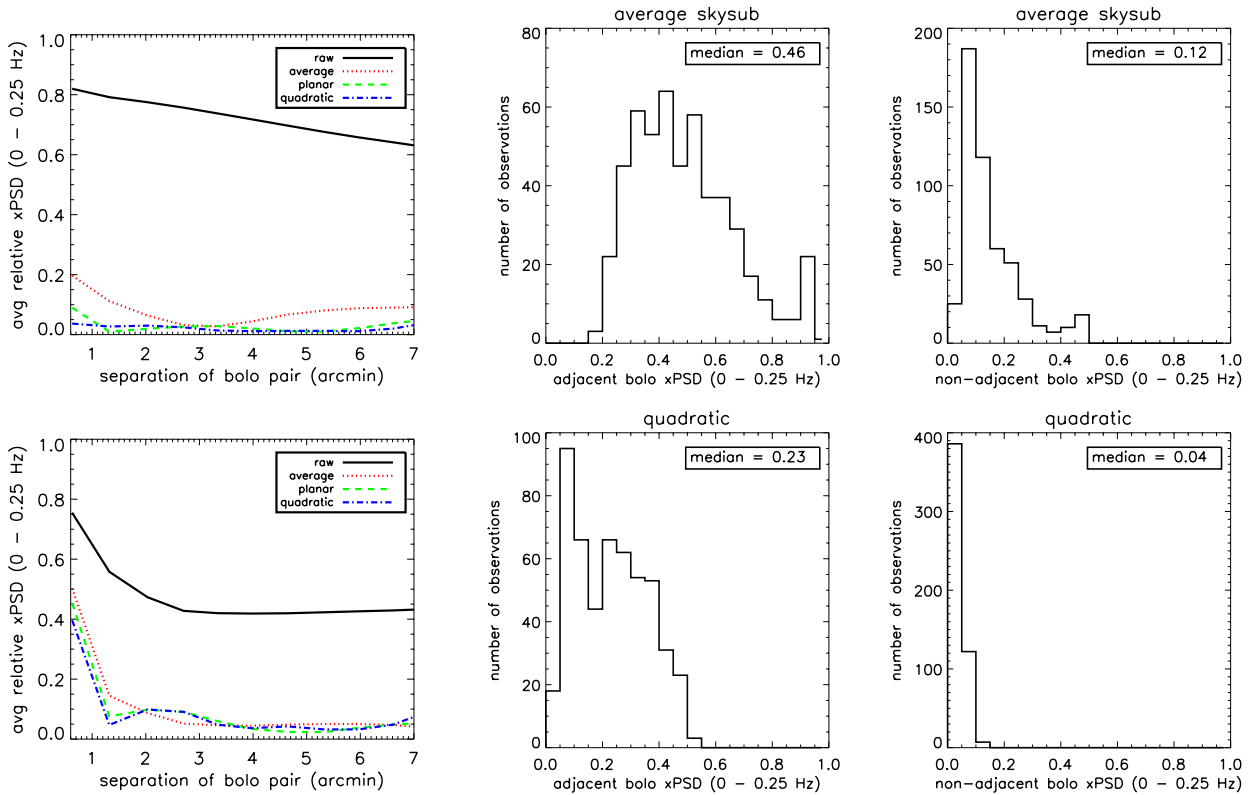 1.0
0.8
0.6
0.4
0.2
0.0
avg relative xPSD (0 – 0.25 Hz)
raw
average
planar
quadratic
1 2 3 4 5 6 7
separation of bolo pair (arcmin)
average skysub
median = 0.46
80
60
40
20
0
number of observations
0.0 0.2 0.4 0.6 0.8 1.0
adjacent bolo xPSD (0 – 0.25 Hz)
average skysub
median = 0.12
200
150
100
50
0
number of observations
0.0 0.2 0.4 0.6 0.8 1.0
non-adjacent bolo xPSD (0 – 0.25 Hz)
1.0
0.8
0.6
0.4
0.2
0.0
avg relative xPSD (0 – 0.25 Hz)
raw
average
planar
quadratic
1 2 3 4 5 6 7
separation of bolo pair (arcmin)
quadratic
median = 0.23
100
80
60
40
20
0
number of observations
0.0 0.2 0.4 0.6 0.8 1.0
adjacent bolo xPSD (0 – 0.25 Hz)
quadratic
median = 0.04
400
300
200
100
0
number of observations
0.0 0.2 0.4 0.6 0.8 1.0
non-adjacent bolo xPSD (0 – 0.25 Hz)